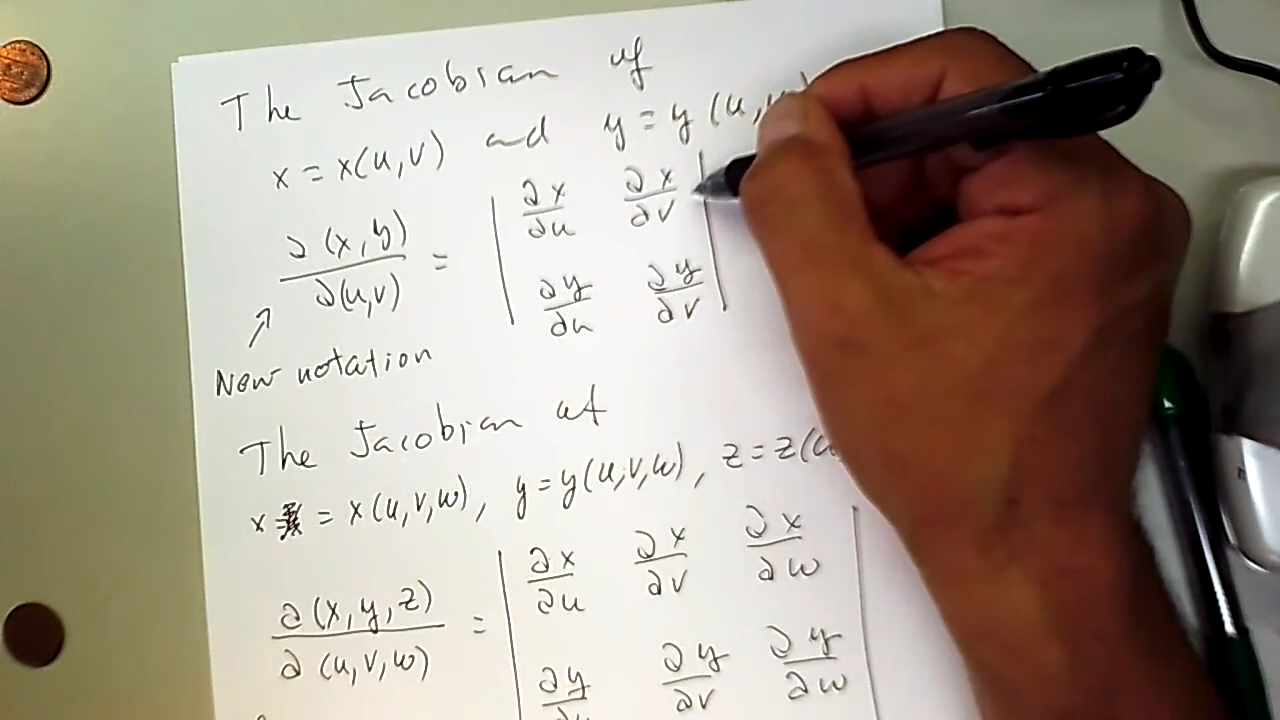 The Jacobian of
x = x(u,v) and y = y(u,
∂(x,y)/∂(u,v) = | ∂x/∂u ∂x/∂v |
| ∂y/∂u ∂y/∂v |
↗
New notation
The Jacobian of
x = x(u,v,w), y = y(u,v,w), z = z(u
∂(x,y,z)/∂(u,v,w) = | ∂x/∂u ∂x/∂v ∂x/∂w |
| ∂y/∂u ∂y/∂v ∂y/∂w |